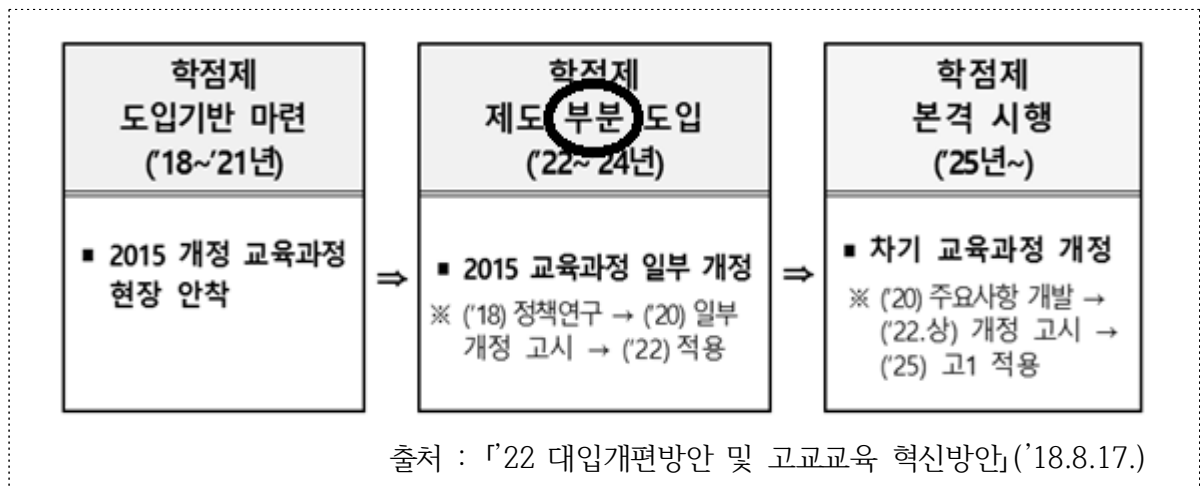 학점제
도입기반 마련
('18~'21년)
■ 2015 개정 교육과정
현장 안착
⇒
학점제
제도 부분 도입
('22~'24년)
■ 2015 교육과정 일부 개정
※ ('18) 정책연구 → ('20) 일부
개정 고시 → ('22) 적용
⇒
학점제
본격 시행
('25년~)
■ 차기 교육과정 개정
※ ('20) 주요사항 개발 →
('22.상) 개정 고시 →
('25) 고1 적용
출처 : 「'22 대입개편방안 및 고교교육 혁신방안」('18.8.17.)